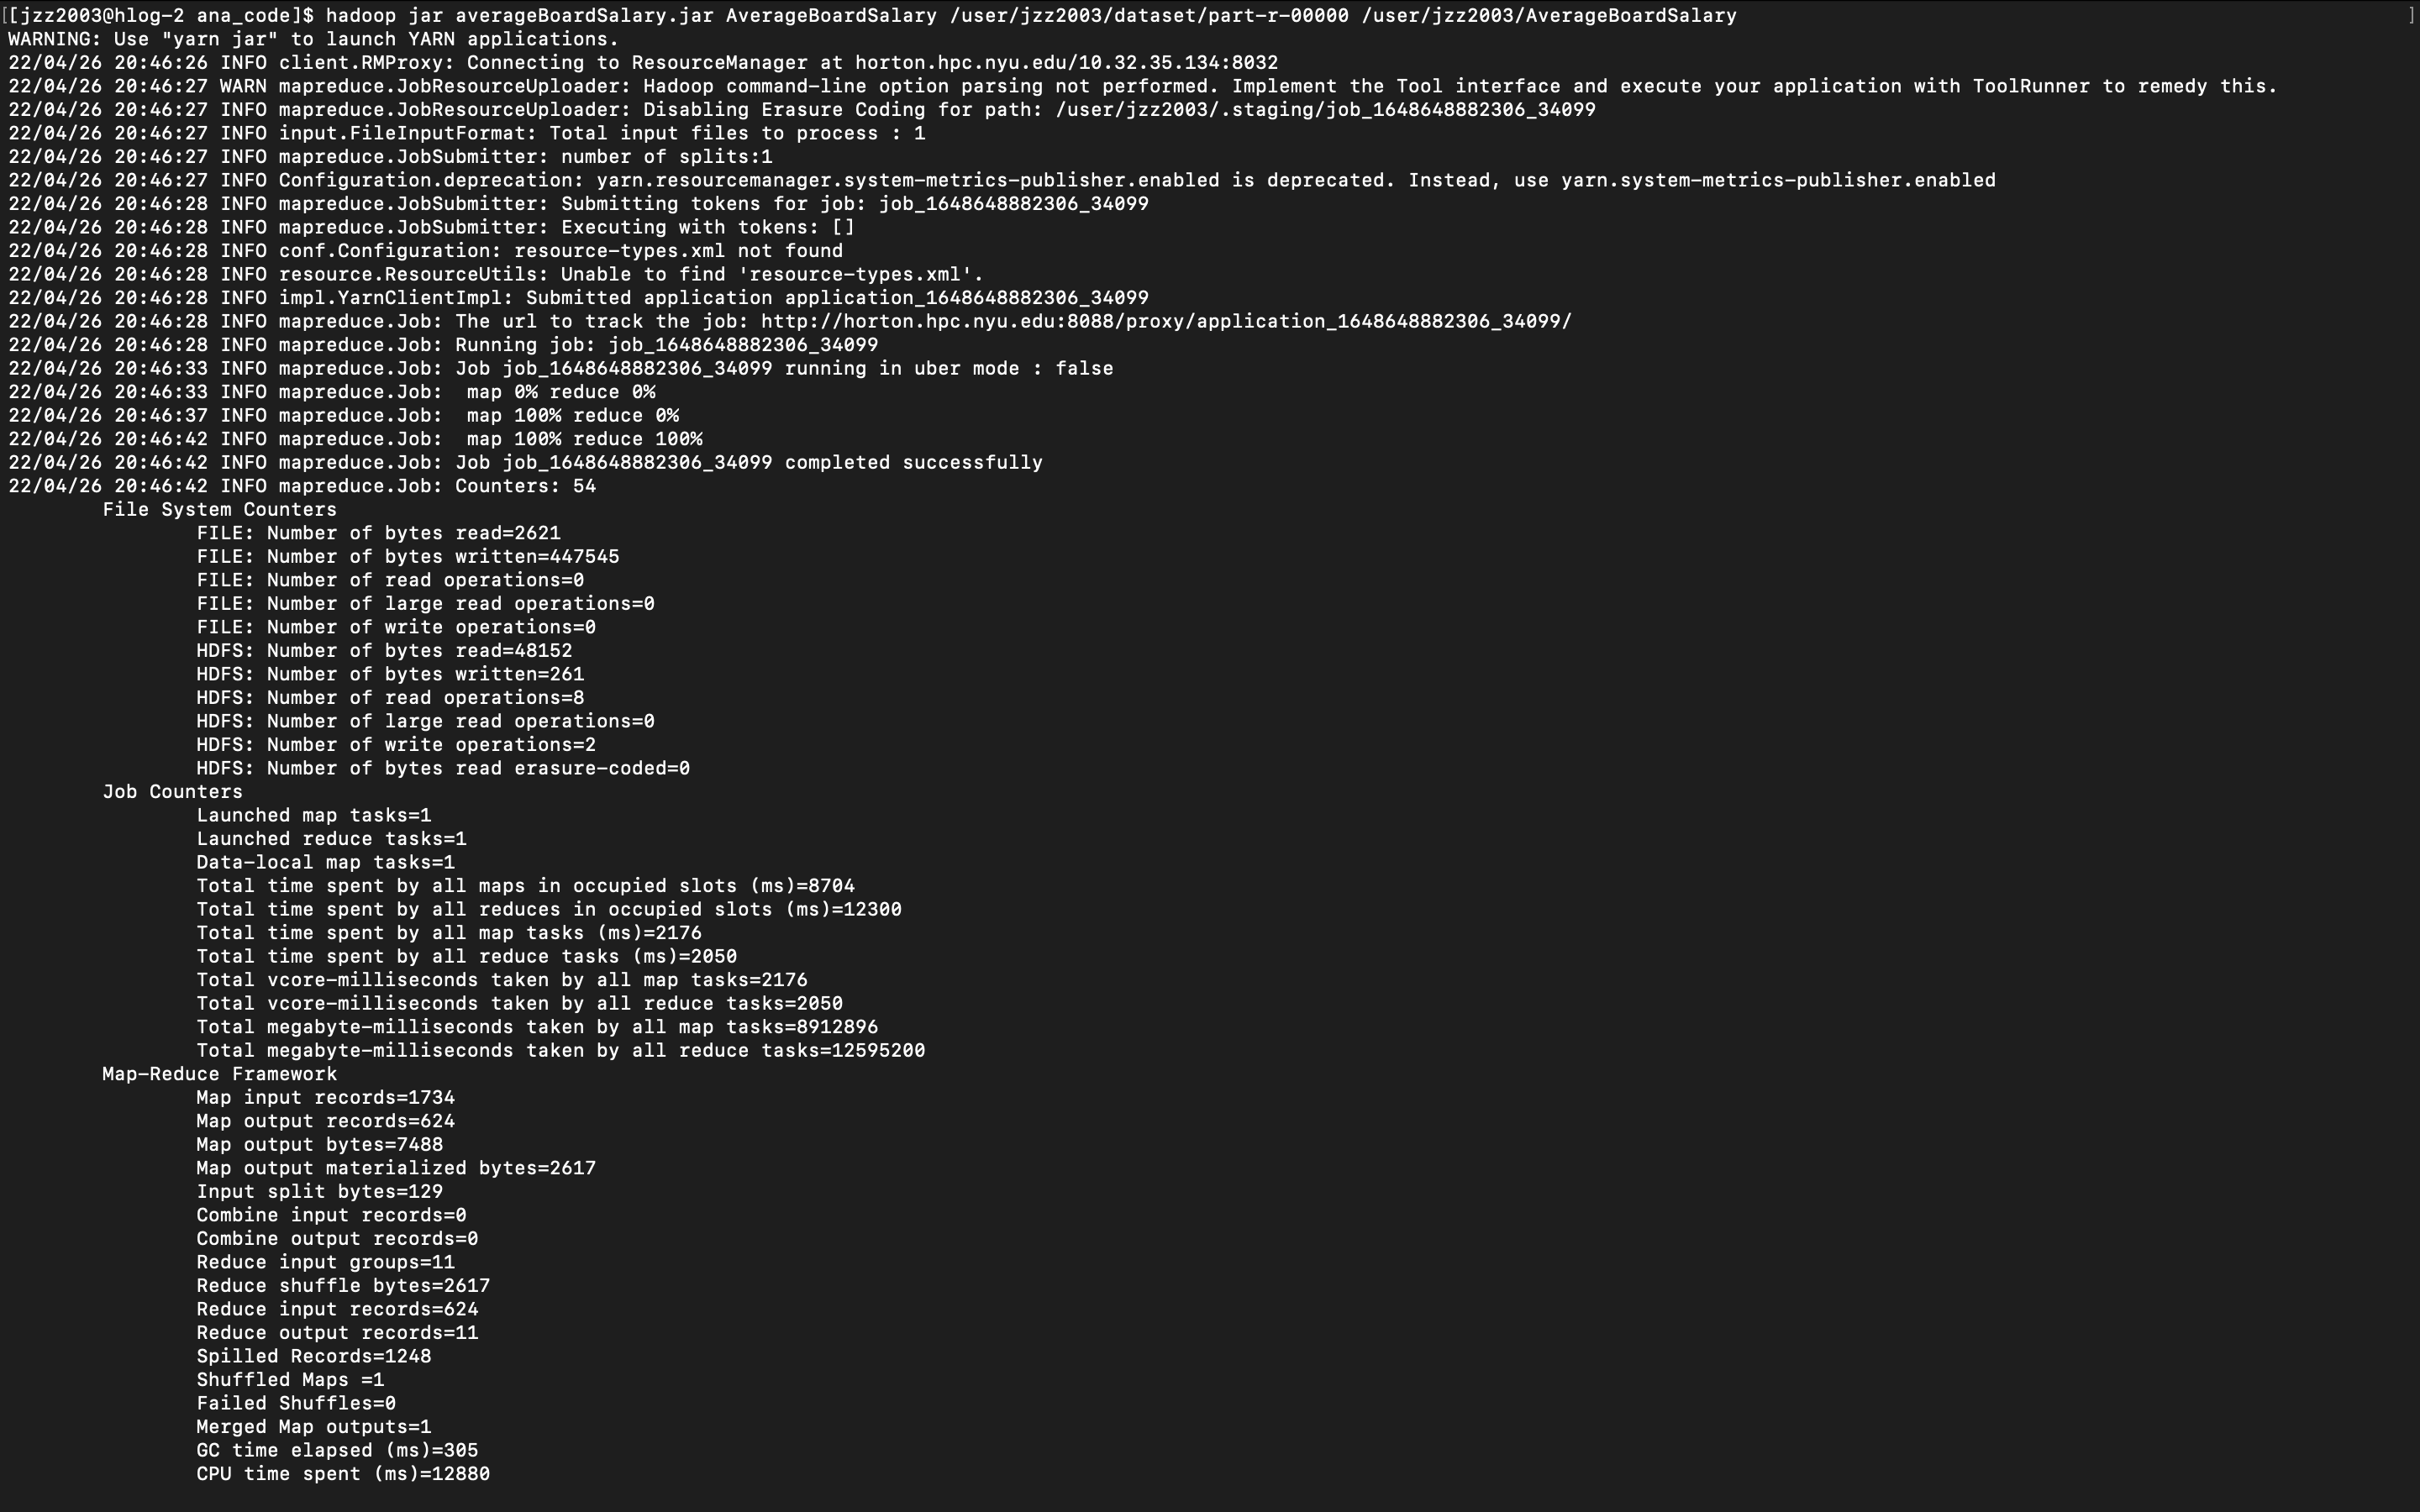 [[jzz2003@hlog-2 ana_code]$ hadoop jar averageBoardSalary.jar AverageBoardSalary /user/jzz2003/dataset/part-r-00000 /user/jzz2003/AverageBoardSalary ]
WARNING: Use "yarn jar" to launch YARN applications.
22/04/26 20:46:26 INFO client.RMProxy: Connecting to ResourceManager at horton.hpc.nyu.edu/10.32.35.134:8032
22/04/26 20:46:27 WARN mapreduce.JobResourceUploader: Hadoop command-line option parsing not performed. Implement the Tool interface and execute your application with ToolRunner to remedy this.
22/04/26 20:46:27 INFO mapreduce.JobResourceUploader: Disabling Erasure Coding for path: /user/jzz2003/.staging/job_1648648882306_34099
22/04/26 20:46:27 INFO input.FileInputFormat: Total input files to process : 1
22/04/26 20:46:27 INFO mapreduce.JobSubmitter: number of splits:1
22/04/26 20:46:27 INFO Configuration.deprecation: yarn.resourcemanager.system-metrics-publisher.enabled is deprecated. Instead, use yarn.system-metrics-publisher.enabled
22/04/26 20:46:28 INFO mapreduce.JobSubmitter: Submitting tokens for job: job_1648648882306_34099
22/04/26 20:46:28 INFO mapreduce.JobSubmitter: Executing with tokens: []
22/04/26 20:46:28 INFO conf.Configuration: resource-types.xml not found
22/04/26 20:46:28 INFO resource.ResourceUtils: Unable to find 'resource-types.xml'.
22/04/26 20:46:28 INFO impl.YarnClientImpl: Submitted application application_1648648882306_34099
22/04/26 20:46:28 INFO mapreduce.Job: The url to track the job: http://horton.hpc.nyu.edu:8088/proxy/application_1648648882306_34099/
22/04/26 20:46:28 INFO mapreduce.Job: Running job: job_1648648882306_34099
22/04/26 20:46:33 INFO mapreduce.Job: Job job_1648648882306_34099 running in uber mode : false
22/04/26 20:46:33 INFO mapreduce.Job:  map 0% reduce 0%
22/04/26 20:46:37 INFO mapreduce.Job:  map 100% reduce 0%
22/04/26 20:46:42 INFO mapreduce.Job:  map 100% reduce 100%
22/04/26 20:46:42 INFO mapreduce.Job: Job job_1648648882306_34099 completed successfully
22/04/26 20:46:42 INFO mapreduce.Job: Counters: 54
File System Counters
FILE: Number of bytes read=2621
FILE: Number of bytes written=447545
FILE: Number of read operations=0
FILE: Number of large read operations=0
FILE: Number of write operations=0
HDFS: Number of bytes read=48152
HDFS: Number of bytes written=261
HDFS: Number of read operations=8
HDFS: Number of large read operations=0
HDFS: Number of write operations=2
HDFS: Number of bytes read erasure-coded=0
Job Counters
Launched map tasks=1
Launched reduce tasks=1
Data-local map tasks=1
Total time spent by all maps in occupied slots (ms)=8704
Total time spent by all reduces in occupied slots (ms)=12300
Total time spent by all map tasks (ms)=2176
Total time spent by all reduce tasks (ms)=2050
Total vcore-milliseconds taken by all map tasks=2176
Total vcore-milliseconds taken by all reduce tasks=2050
Total megabyte-milliseconds taken by all map tasks=8912896
Total megabyte-milliseconds taken by all reduce tasks=12595200
Map-Reduce Framework
Map input records=1734
Map output records=624
Map output bytes=7488
Map output materialized bytes=2617
Input split bytes=129
Combine input records=0
Combine output records=0
Reduce input groups=11
Reduce shuffle bytes=2617
Reduce input records=624
Reduce output records=11
Spilled Records=1248
Shuffled Maps =1
Failed Shuffles=0
Merged Map outputs=1
GC time elapsed (ms)=305
CPU time spent (ms)=12880